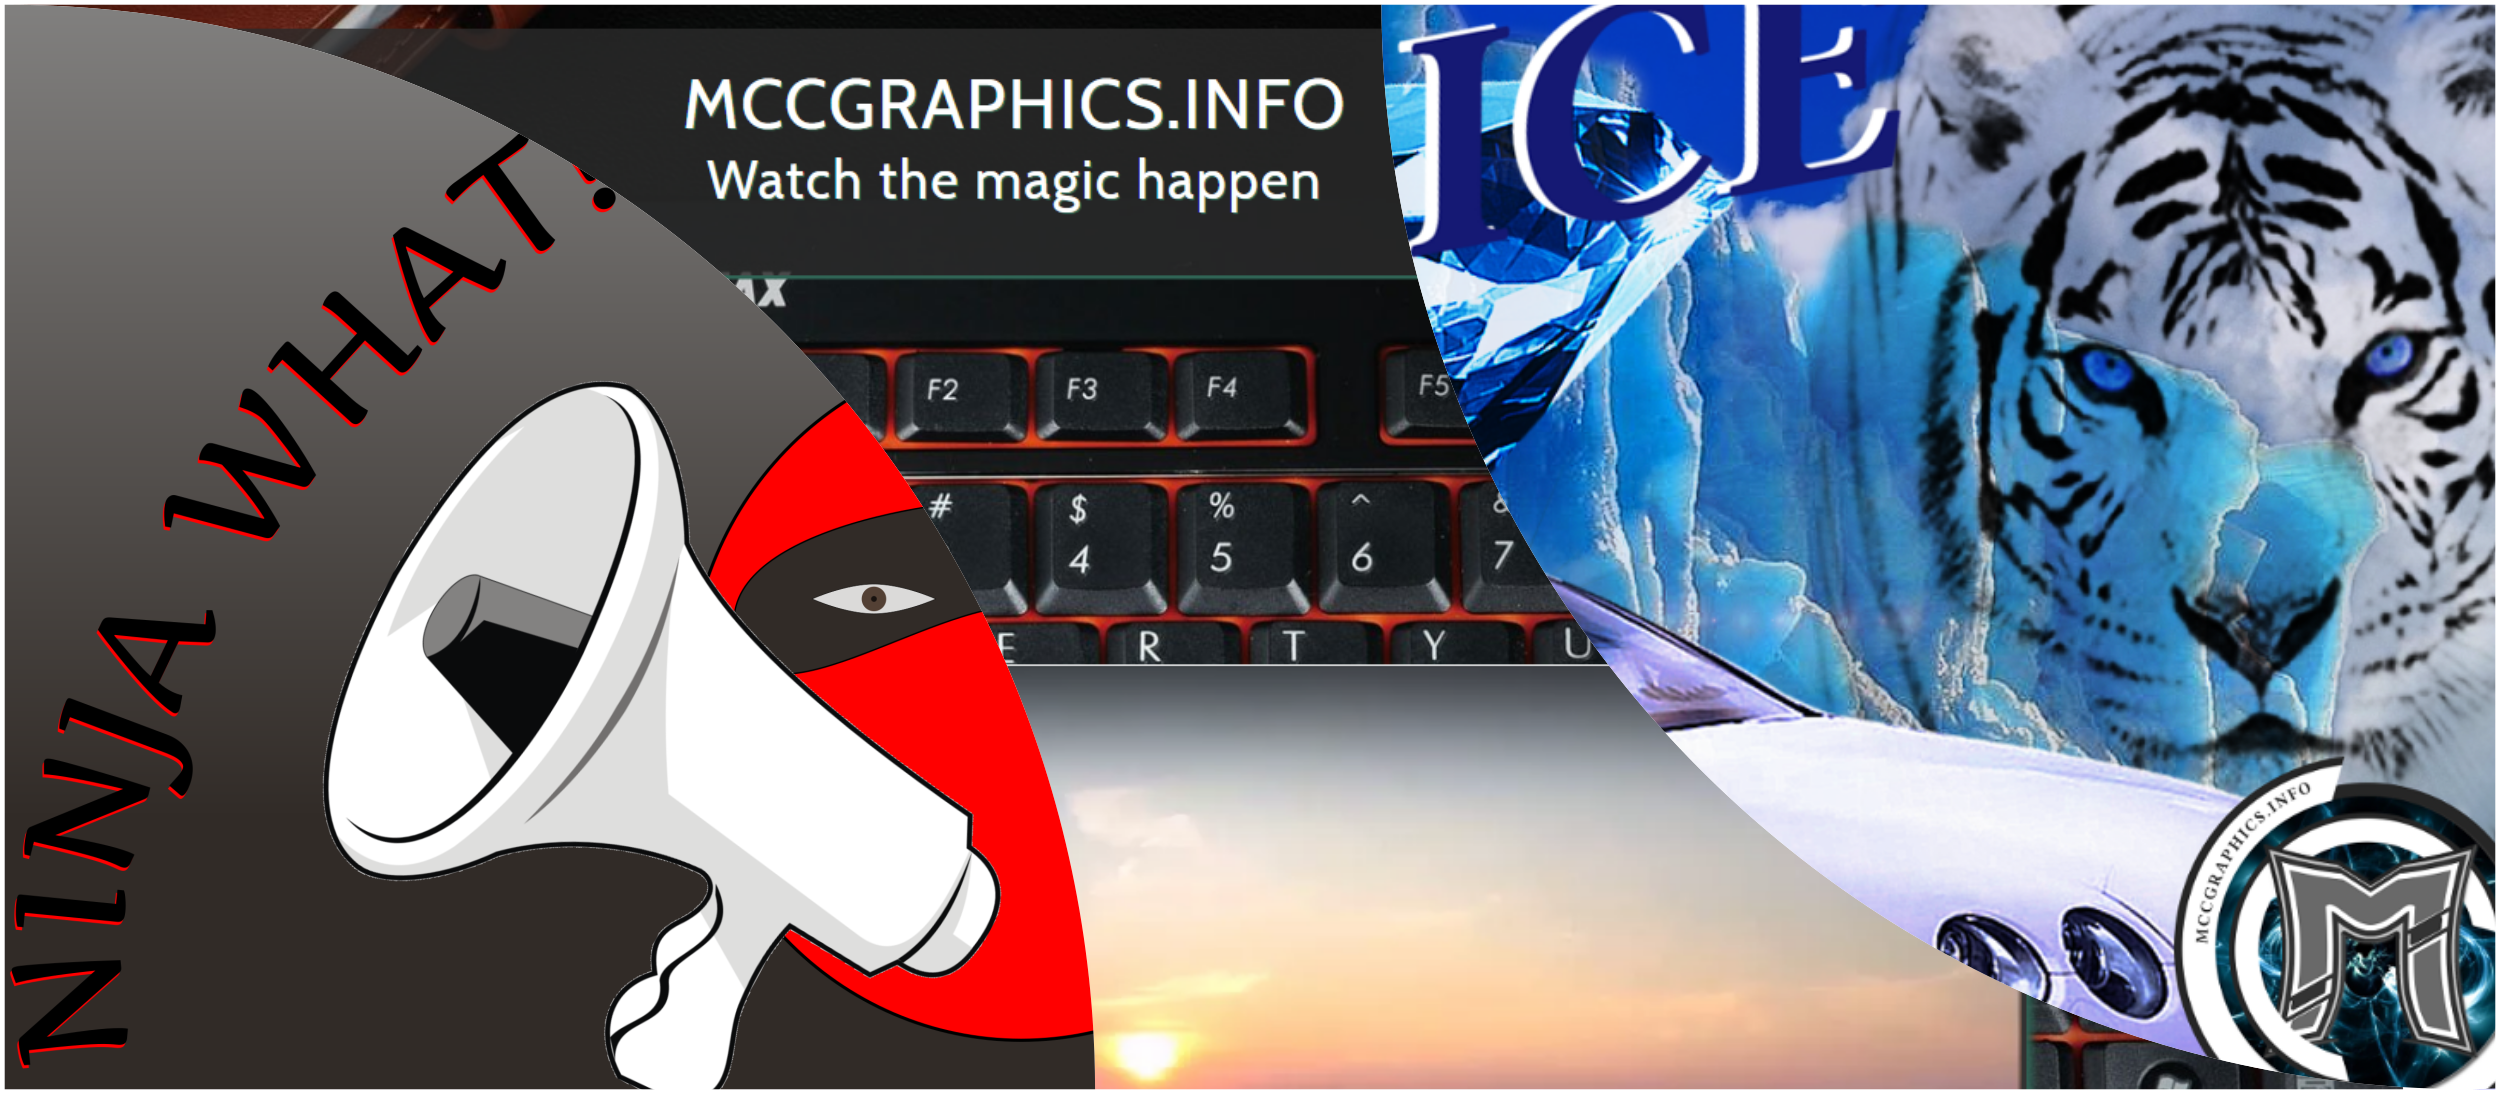 NINJA WHAT?
MCCGRAPHICS.INFO
Watch the magic happen
ICE
F2 F3 F4 F5
# $ % ^ &
4 5 6 7
E R T Y U
MCCGRAPHICS.INFO
M